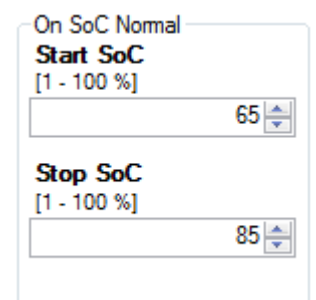 On SoC Normal
Start SoC
[1 - 100 %]
65
Stop SoC
[1 - 100 %]
85